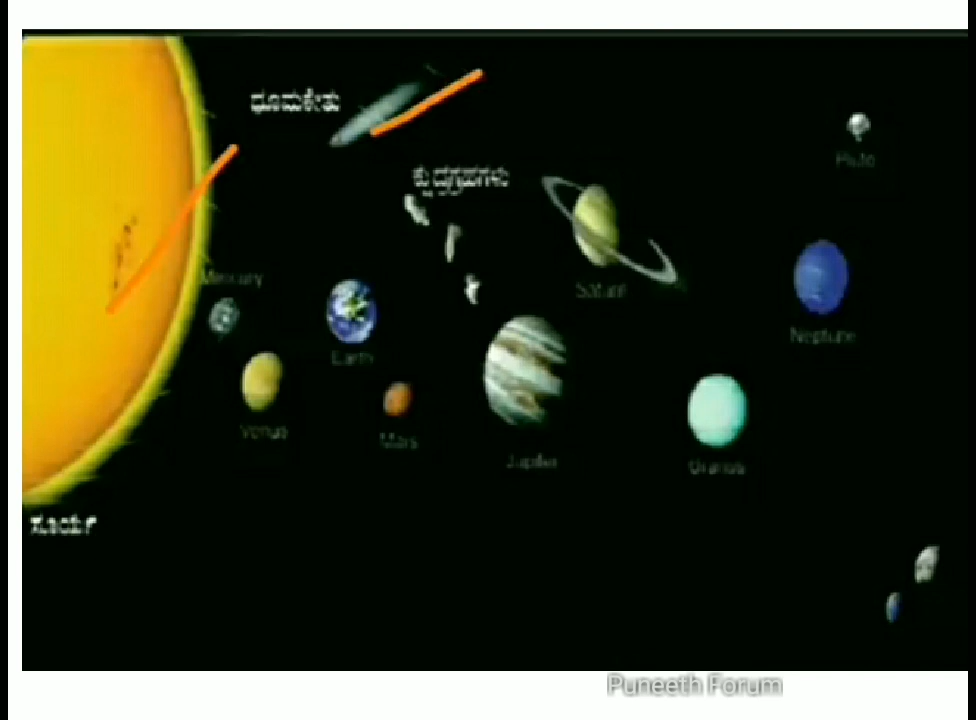 ಧೂಮಕೇತು
Pluto
ಕ್ಷುದ್ರಗ್ರಹಗಳು
Mercury
Saturn
Neptune
Earth
Venus
Mars
Jupiter
Uranus
ಸೂರ್ಯ
Puneeth Forum